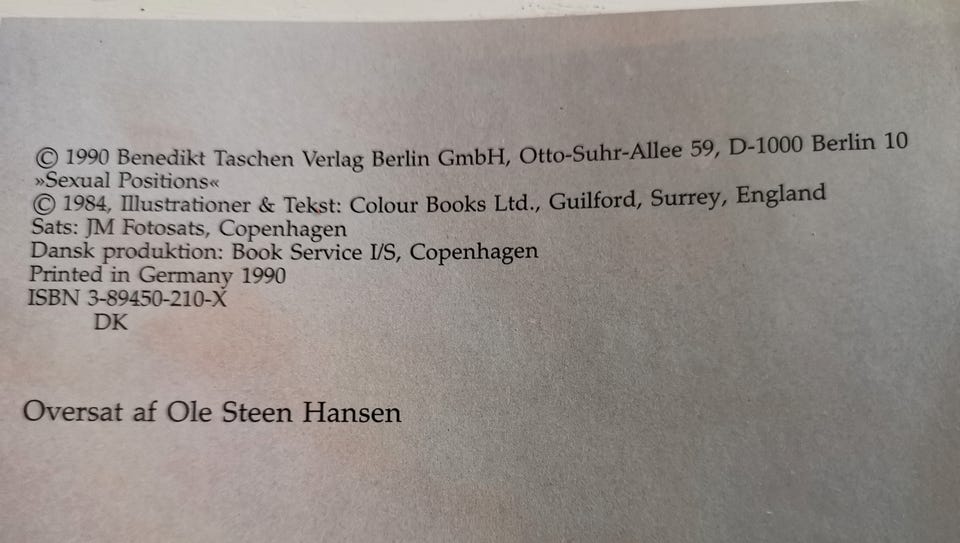 © 1990 Benedikt Taschen Verlag Berlin GmbH, Otto-Suhr-Allee 59, D-1000 Berlin 10
»Sexual Positions«
© 1984, Illustrationer & Tekst: Colour Books Ltd., Guilford, Surrey, England
Sats: JM Fotosats, Copenhagen
Dansk produktion: Book Service I/S, Copenhagen
Printed in Germany 1990
ISBN 3-89450-210-X
DK
Oversat af Ole Steen Hansen